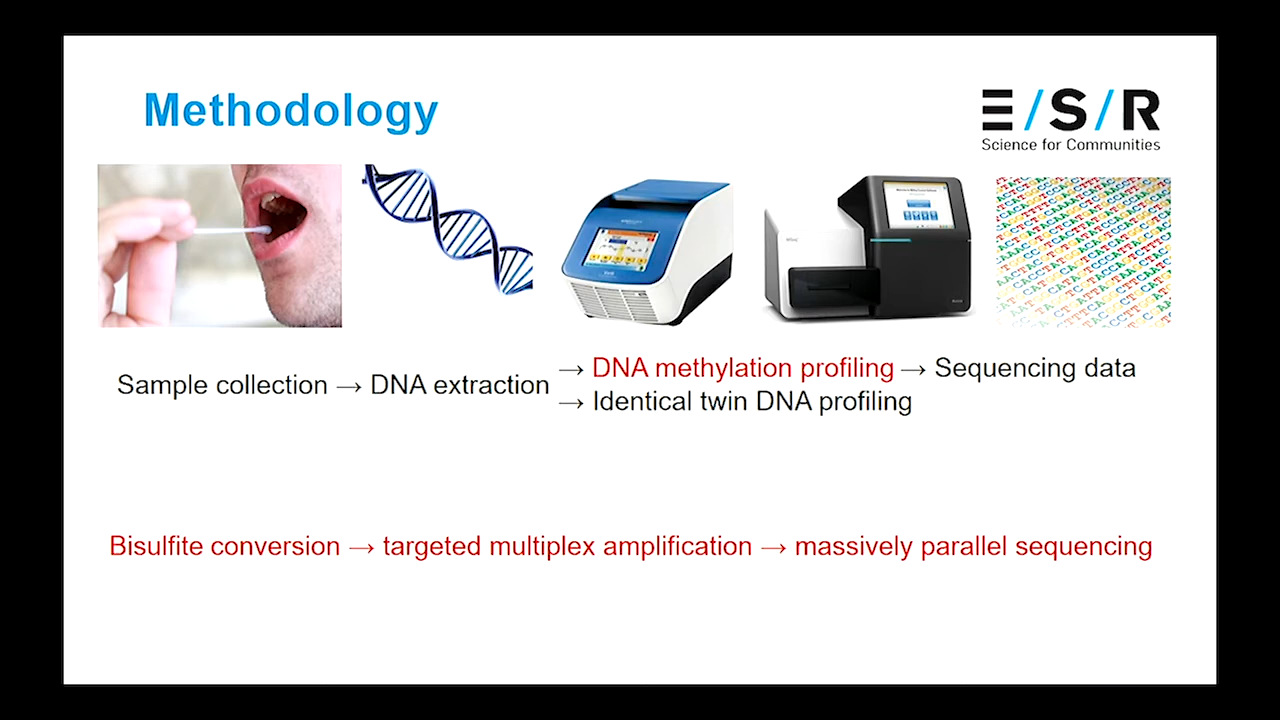 Methodology
E/S/R
Science for Communities
Sample collection → DNA extraction
→ DNA methylation profiling → Sequencing data
→ Identical twin DNA profiling
Bisulfite conversion → targeted multiplex amplification → massively parallel sequencing